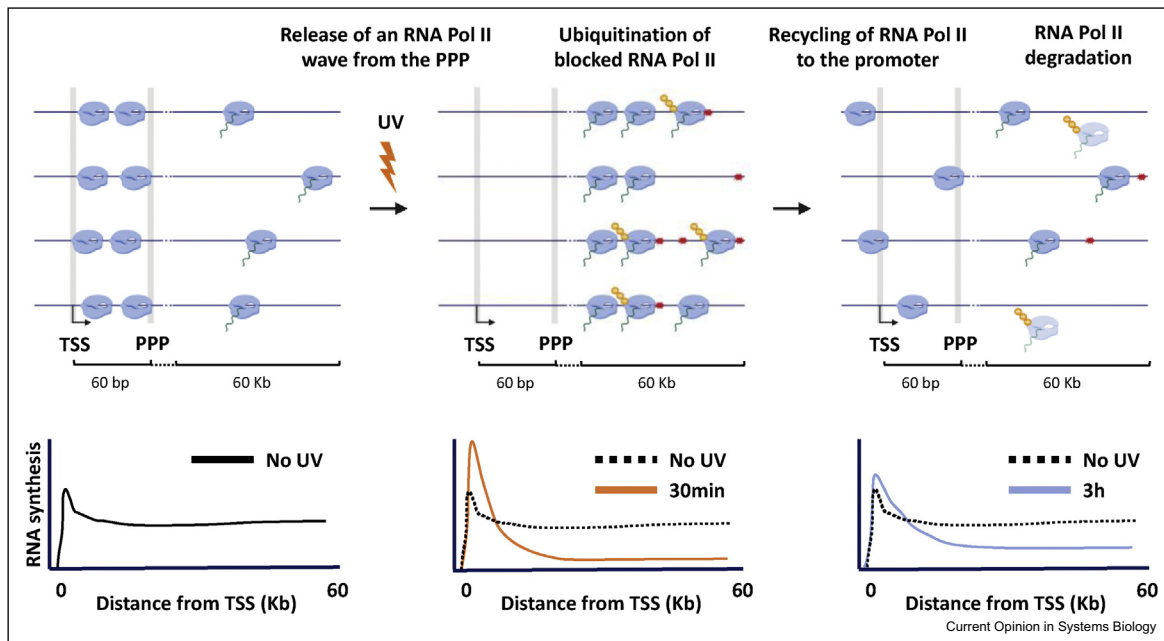 Release of an RNA Pol II
wave from the PPP
Ubiquitination of
blocked RNA Pol II
Recycling of RNA Pol II
to the promoter
RNA Pol II
degradation
UV
TSS
PPP
60 bp
60 Kb
TSS
PPP
60 bp
60 Kb
TSS
PPP
60 bp
60 Kb
RNA synthesis
No UV
0
60
Distance from TSS (Kb)
No UV
30min
0
60
Distance from TSS (Kb)
No UV
3h
0
60
Distance from TSS (Kb)
Current Opinion in Systems Biology